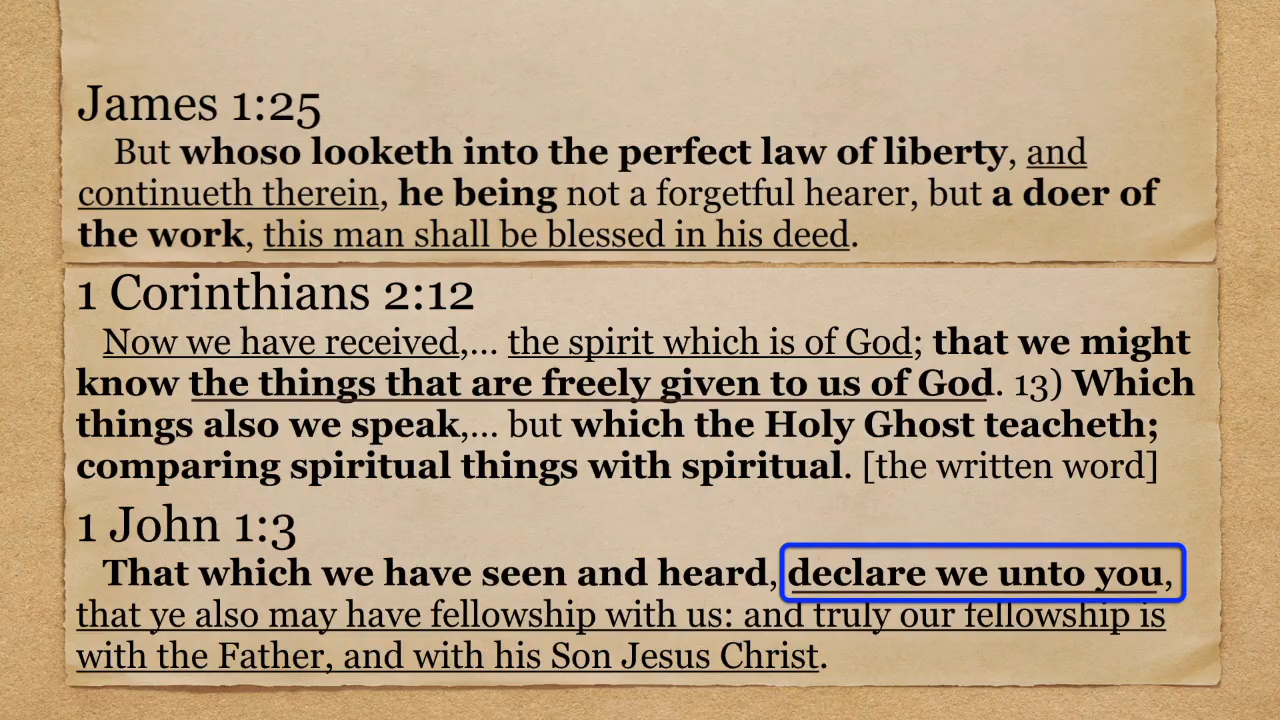 James 1:25
But whoso looketh into the perfect law of liberty, and
continueth therein, he being not a forgetful hearer, but a doer of
the work, this man shall be blessed in his deed.
1 Corinthians 2:12
Now we have received,... the spirit which is of God; that we might
know the things that are freely given to us of God. 13) Which
things also we speak,... but which the Holy Ghost teacheth;
comparing spiritual things with spiritual. [the written word]
1 John 1:3
That which we have seen and heard, declare we unto you,
that ye also may have fellowship with us: and truly our fellowship is
with the Father, and with his Son Jesus Christ.